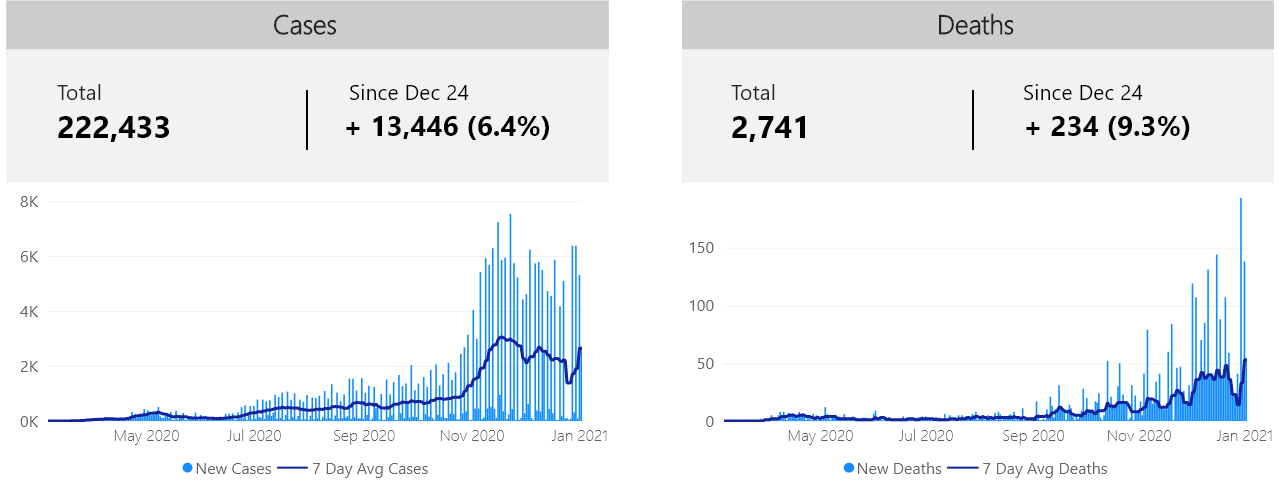 Cases
Total
222,433
Since Dec 24
+ 13,446 (6.4%)
8K
6K
4K
2K
0K
May 2020 Jul 2020 Sep 2020 Nov 2020 Jan 2021
New Cases 7 Day Avg Cases
Deaths
Total
2,741
Since Dec 24
+ 234 (9.3%)
150
100
50
0
May 2020 Jul 2020 Sep 2020 Nov 2020 Jan 2021
New Deaths 7 Day Avg Deaths